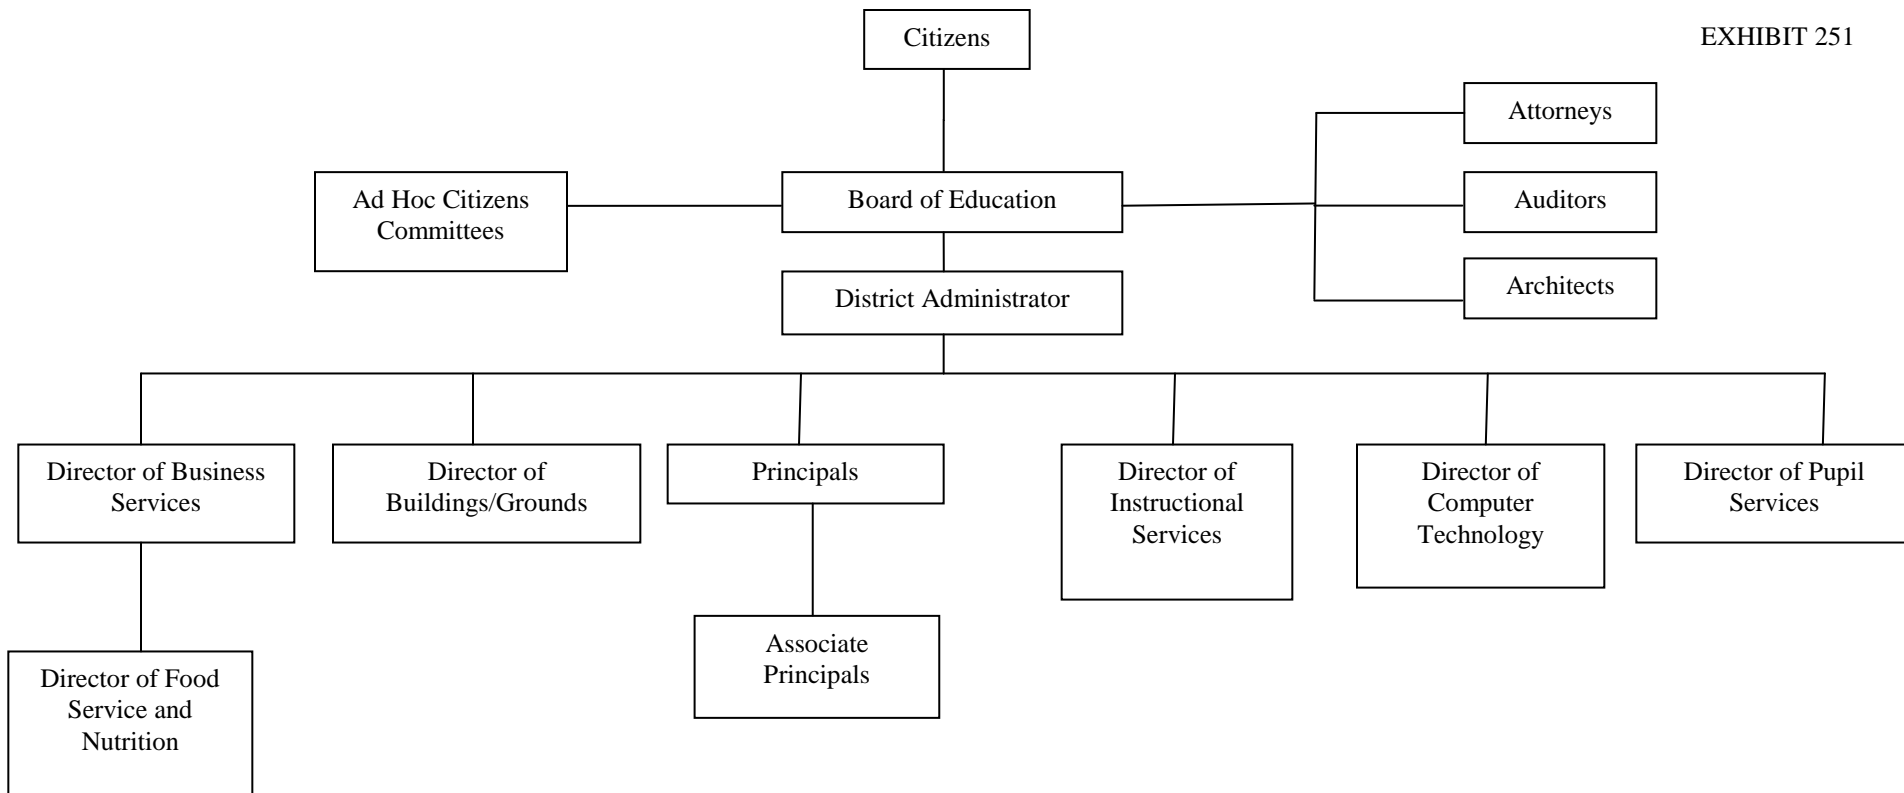 Citizens
EXHIBIT 251
Attorneys
Ad Hoc Citizens
Committees
Board of Education
Auditors
District Administrator
Architects
Director of Business
Services
Director of
Buildings/Grounds
Principals
Director of
Instructional
Services
Director of
Computer
Technology
Director of Pupil
Services
Associate
Principals
Director of Food
Service and
Nutrition